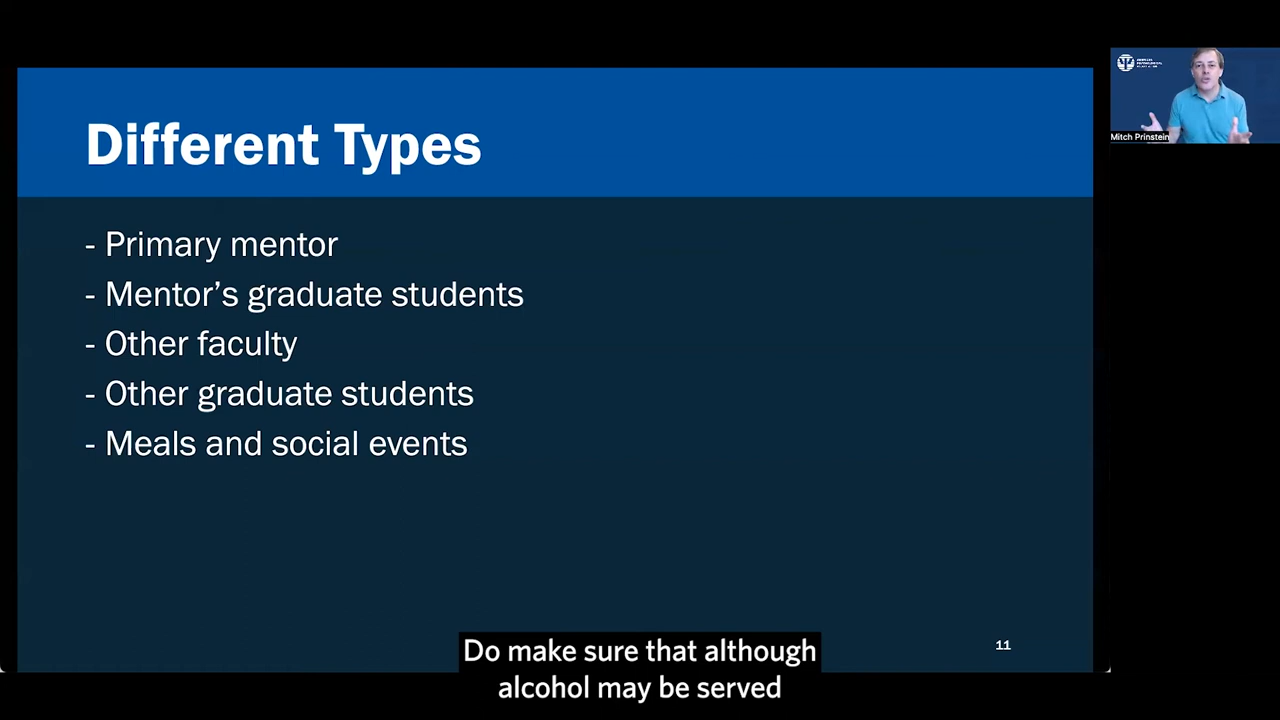 Different Types
- Primary mentor
- Mentor's graduate students
- Other faculty
- Other graduate students
- Meals and social events
11
Mitch Prinstein
Do make sure that although
alcohol may be served